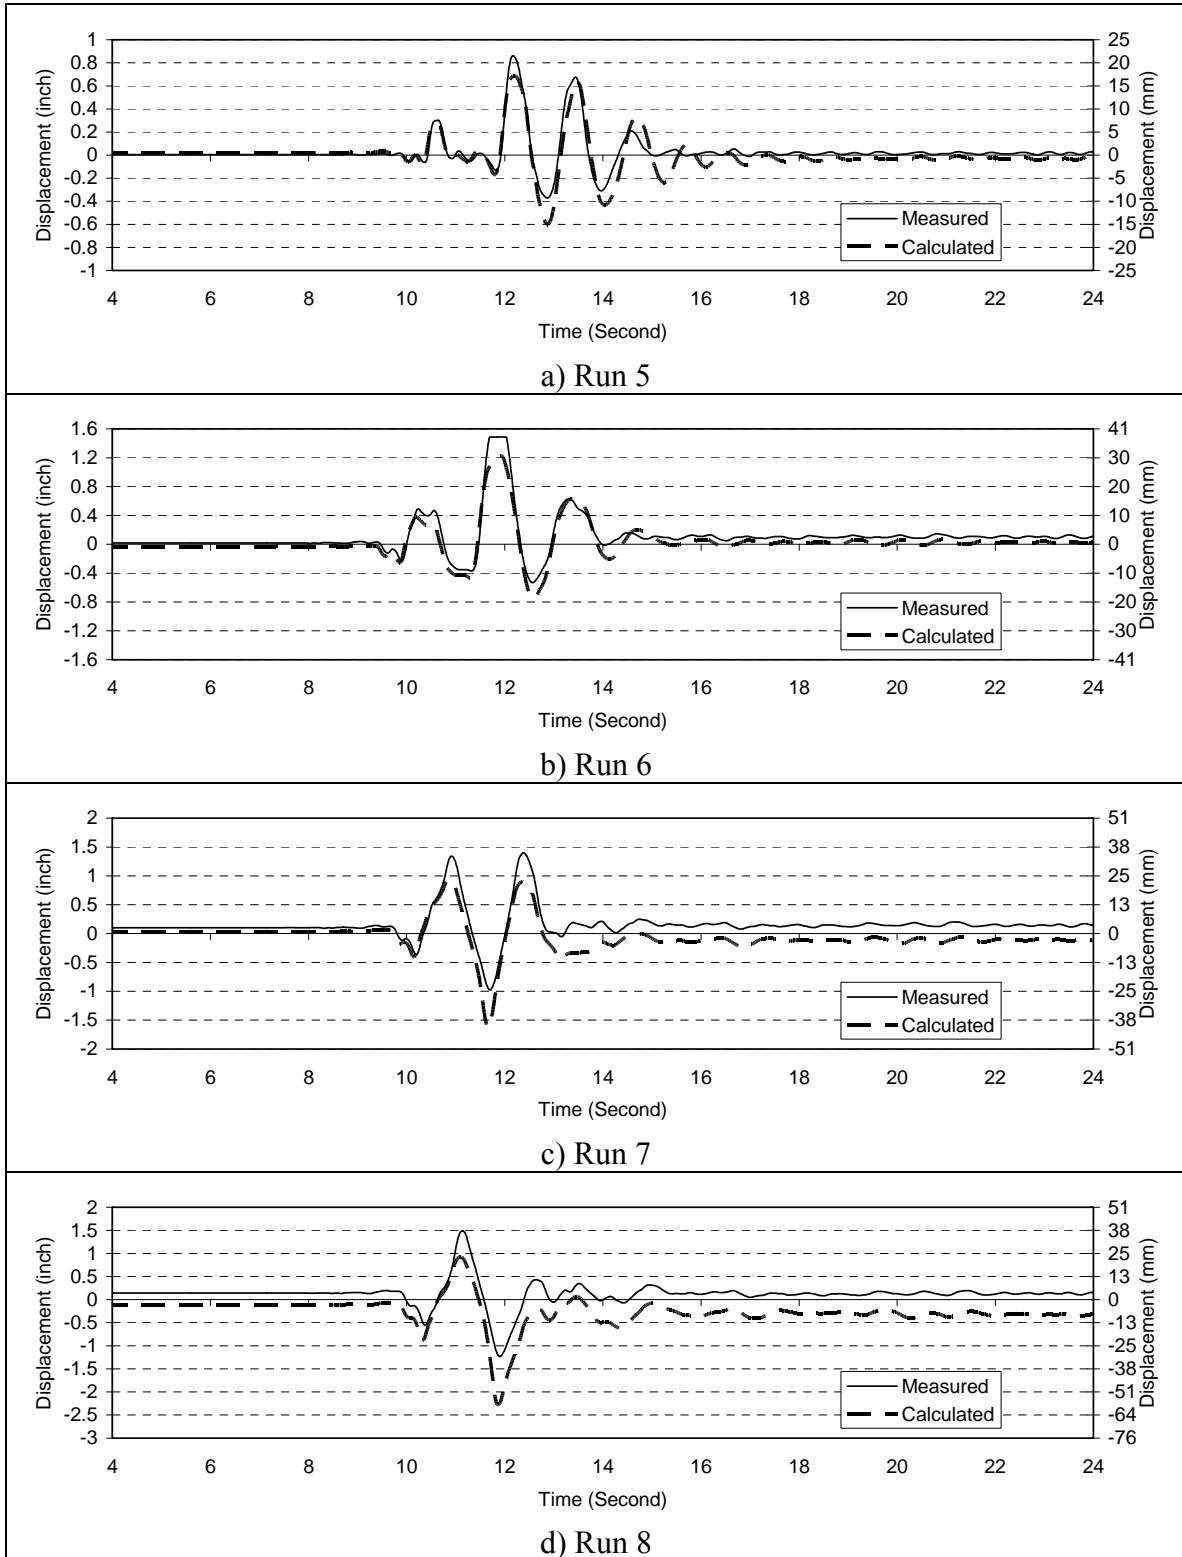 1
0.8
0.6
0.4
0.2
0
-0.2
-0.4
-0.6
-0.8
-1
Displacement (inch)
25
20
15
10
5
0
-5
-10
-15
-20
-25
Displacement (mm)
Measured
Calculated
4 6 8 10 12 14 16 18 20 22 24
Time (Second)
a) Run 5
1.6
1.2
0.8
0.4
0
-0.4
-0.8
-1.2
-1.6
Displacement (inch)
41
30
20
10
0
-10
-20
-30
-41
Displacement (mm)
Measured
Calculated
4 6 8 10 12 14 16 18 20 22 24
Time (Second)
b) Run 6
2
1.5
1
0.5
0
-0.5
-1
-1.5
-2
Displacement (inch)
51
38
25
13
0
-13
-25
-38
-51
Displacement (mm)
Measured
Calculated
4 6 8 10 12 14 16 18 20 22 24
Time (Second)
c) Run 7
2
1.5
1
0.5
0
-0.5
-1
-1.5
-2
-2.5
-3
Displacement (inch)
51
38
25
13
0
-13
-25
-38
-51
-64
-76
Displacement (mm)
Measured
Calculated
4 6 8 10 12 14 16 18 20 22 24
Time (Second)
d) Run 8